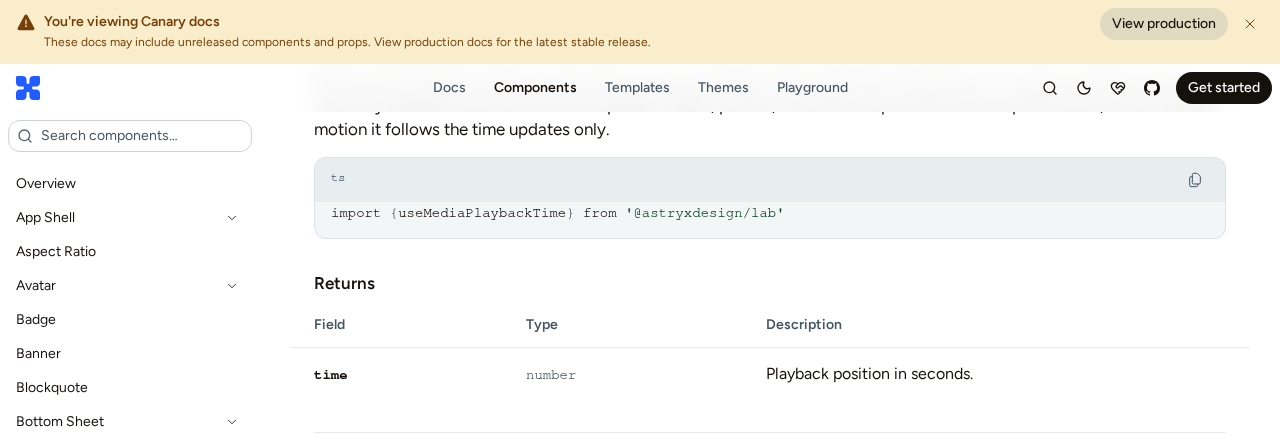 You're viewing Canary docs
These docs may include unreleased components and props. View production docs for the latest stable release.
View production
Docs
Components
Templates
Themes
Playground
Get started
Search components...
motion it follows the time updates only.
ts
import {useMediaPlaybackTime} from '@astryxdesign/lab'
Returns
Field Type Description
time number Playback position in seconds.
Overview
App Shell
Aspect Ratio
Avatar
Badge
Banner
Blockquote
Bottom Sheet